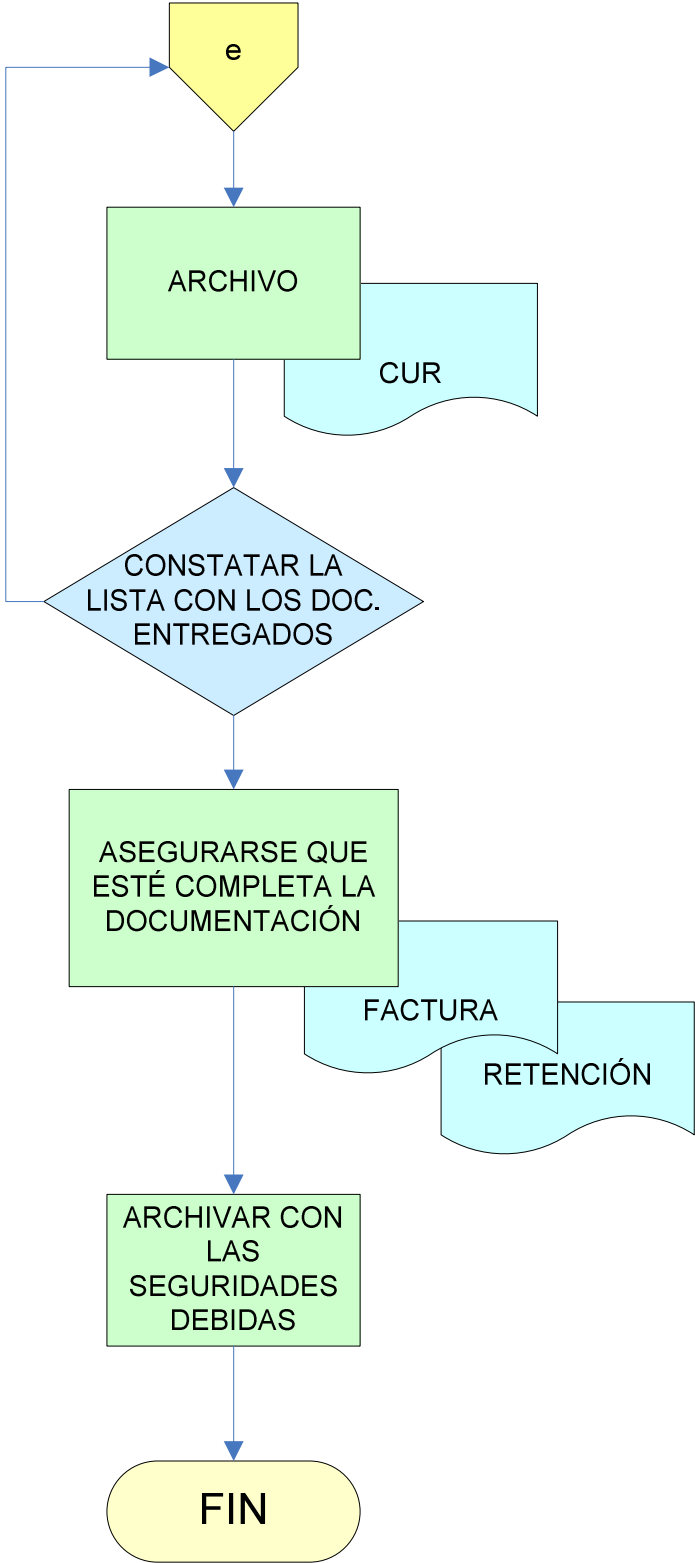 e
ARCHIVO
CUR
CONSTATAR LA
LISTA CON LOS DOC.
ENTREGADOS
ASEGURARSE QUE
ESTÉ COMPLETA LA
DOCUMENTACIÓN
FACTURA
RETENCIÓN
ARCHIVAR CON
LAS
SEGURIDADES
DEBIDAS
FIN